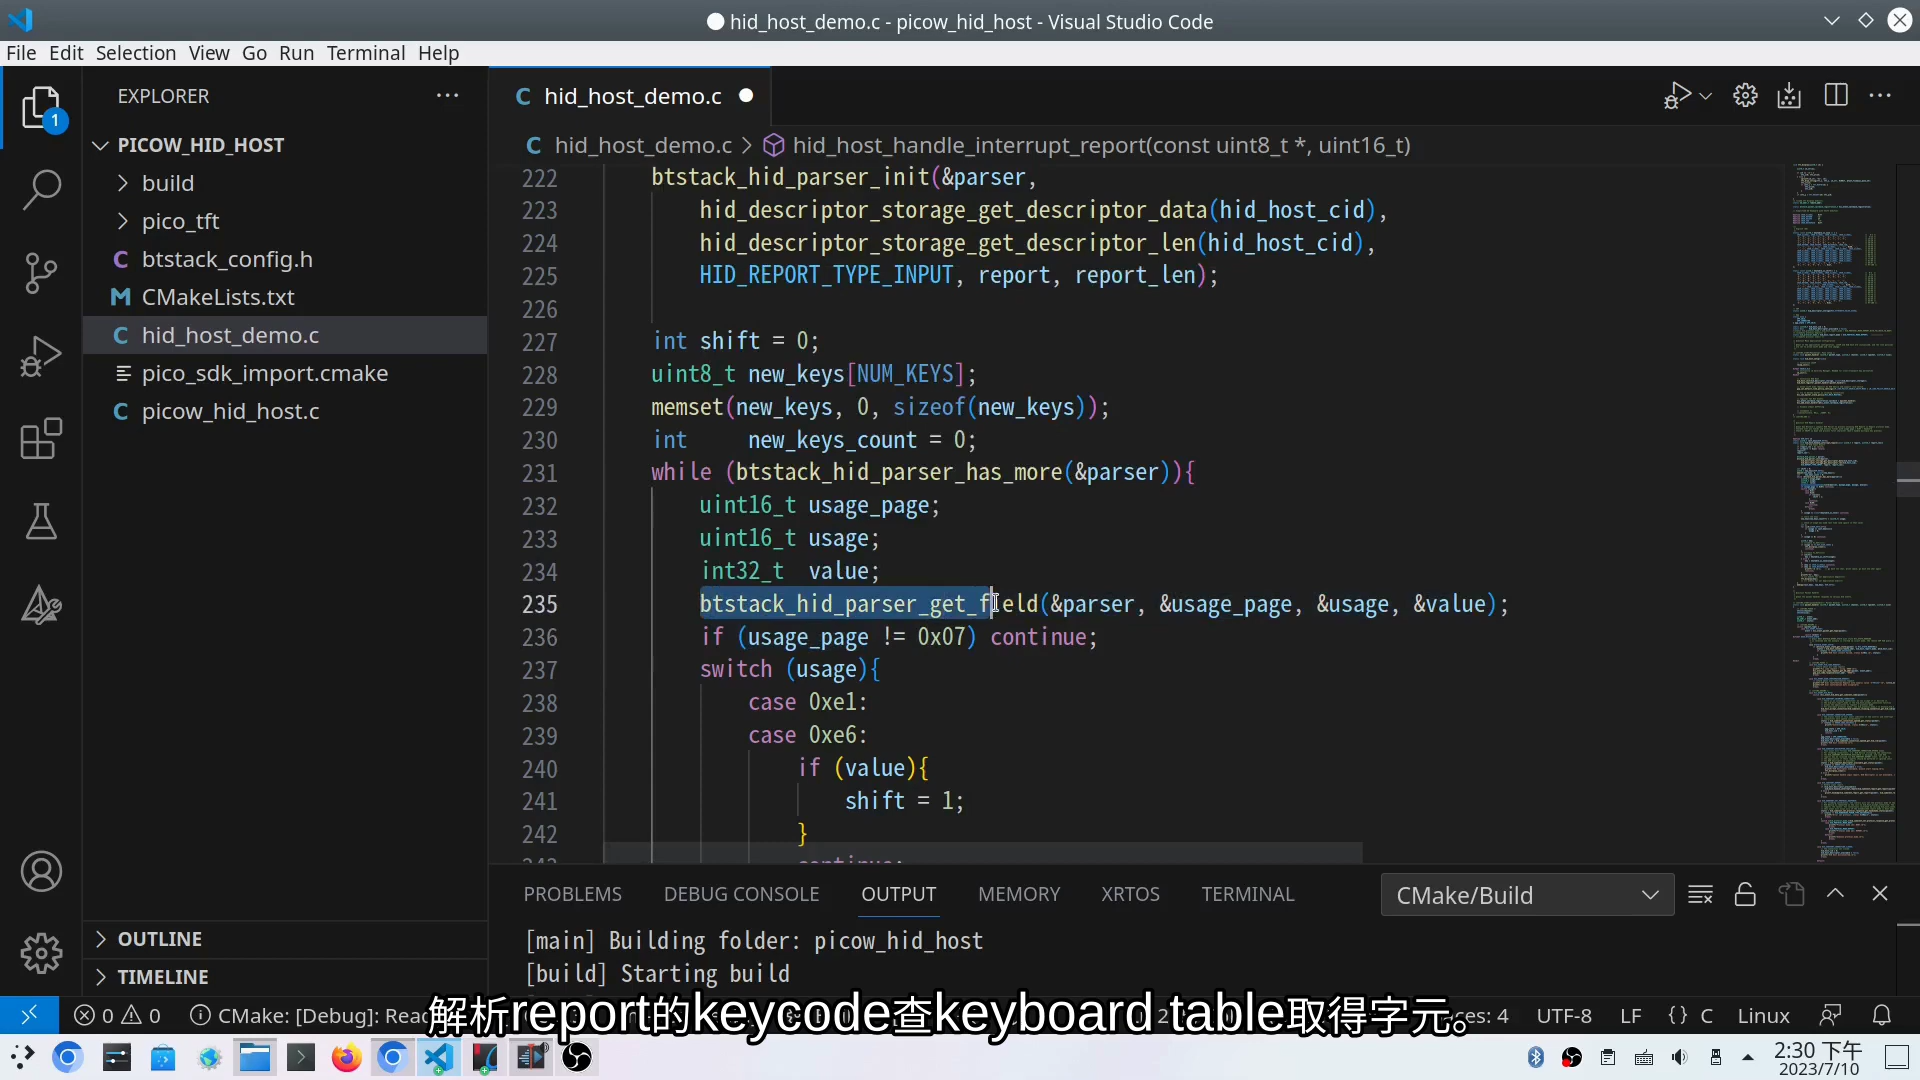 hid_host_demo.c - picow_hid_host - Visual Studio Code
File Edit Selection View Go Run Terminal Help
EXPLORER
1
PICOW_HID_HOST
build
pico_tft
C btstack_config.h
M CMakeLists.txt
C hid_host_demo.c
pico_sdk_import.cmake
C picow_hid_host.c
OUTLINE
TIMELINE
C hid_host_demo.c
C hid_host_demo.c > hid_host_handle_interrupt_report(const uint8_t *, uint16_t)
222 btstack_hid_parser_init(&parser,
223 hid_descriptor_storage_get_descriptor_data(hid_host_cid),
224 hid_descriptor_storage_get_descriptor_len(hid_host_cid),
225 HID_REPORT_TYPE_INPUT, report, report_len);
226
227 int shift = 0;
228 uint8_t new_keys[NUM_KEYS];
229 memset(new_keys, 0, sizeof(new_keys));
230 int     new_keys_count = 0;
231 while (btstack_hid_parser_has_more(&parser)){
232 uint16_t usage_page;
233 uint16_t usage;
234 int32_t  value;
235 btstack_hid_parser_get_field(&parser, &usage_page, &usage, &value);
236 if (usage_page != 0x07) continue;
237 switch (usage){
238 case 0xe1:
239 case 0xe6:
240 if (value){
241 shift = 1;
242 }
PROBLEMS DEBUG CONSOLE OUTPUT MEMORY XRTOS TERMINAL CMake/Build
[main] Building folder: picow_hid_host
[build] Starting build
0 0 CMake: [Debug]: 4 UTF-8 LF {} C Linux
解析report的keycode查keyboard table取得字元。
2:30 下午
2023/7/10